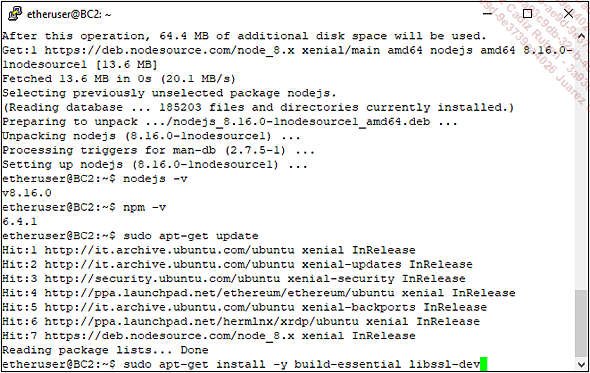 etheruser@BC2: ~
After this operation, 64.4 MB of additional disk space will be used.
Get:1 https://deb.nodesource.com/node_8.x xenial/main amd64 nodejs amd64 8.16.0-
1nodesource1 [13.6 MB]
Fetched 13.6 MB in 0s (20.1 MB/s)
Selecting previously unselected package nodejs.
(Reading database ... 185203 files and directories currently installed.)
Preparing to unpack .../nodejs_8.16.0-1nodesource1_amd64.deb ...
Unpacking nodejs (8.16.0-1nodesource1) ...
Processing triggers for man-db (2.7.5-1) ...
Setting up nodejs (8.16.0-1nodesource1) ...
etheruser@BC2:~$ nodejs -v
v8.16.0
etheruser@BC2:~$ npm -v
6.4.1
etheruser@BC2:~$ sudo apt-get update
Hit:1 http://it.archive.ubuntu.com/ubuntu xenial InRelease
Hit:2 http://it.archive.ubuntu.com/ubuntu xenial-updates InRelease
Hit:3 http://security.ubuntu.com/ubuntu xenial-security InRelease
Hit:4 http://ppa.launchpad.net/ethereum/ethereum/ubuntu xenial InRelease
Hit:5 http://it.archive.ubuntu.com/ubuntu xenial-backports InRelease
Hit:6 http://ppa.launchpad.net/hermlnx/xrdp/ubuntu xenial InRelease
Hit:7 https://deb.nodesource.com/node_8.x xenial InRelease
Reading package lists... Done
etheruser@BC2:~$ sudo apt-get install -y build-essential libssl-dev